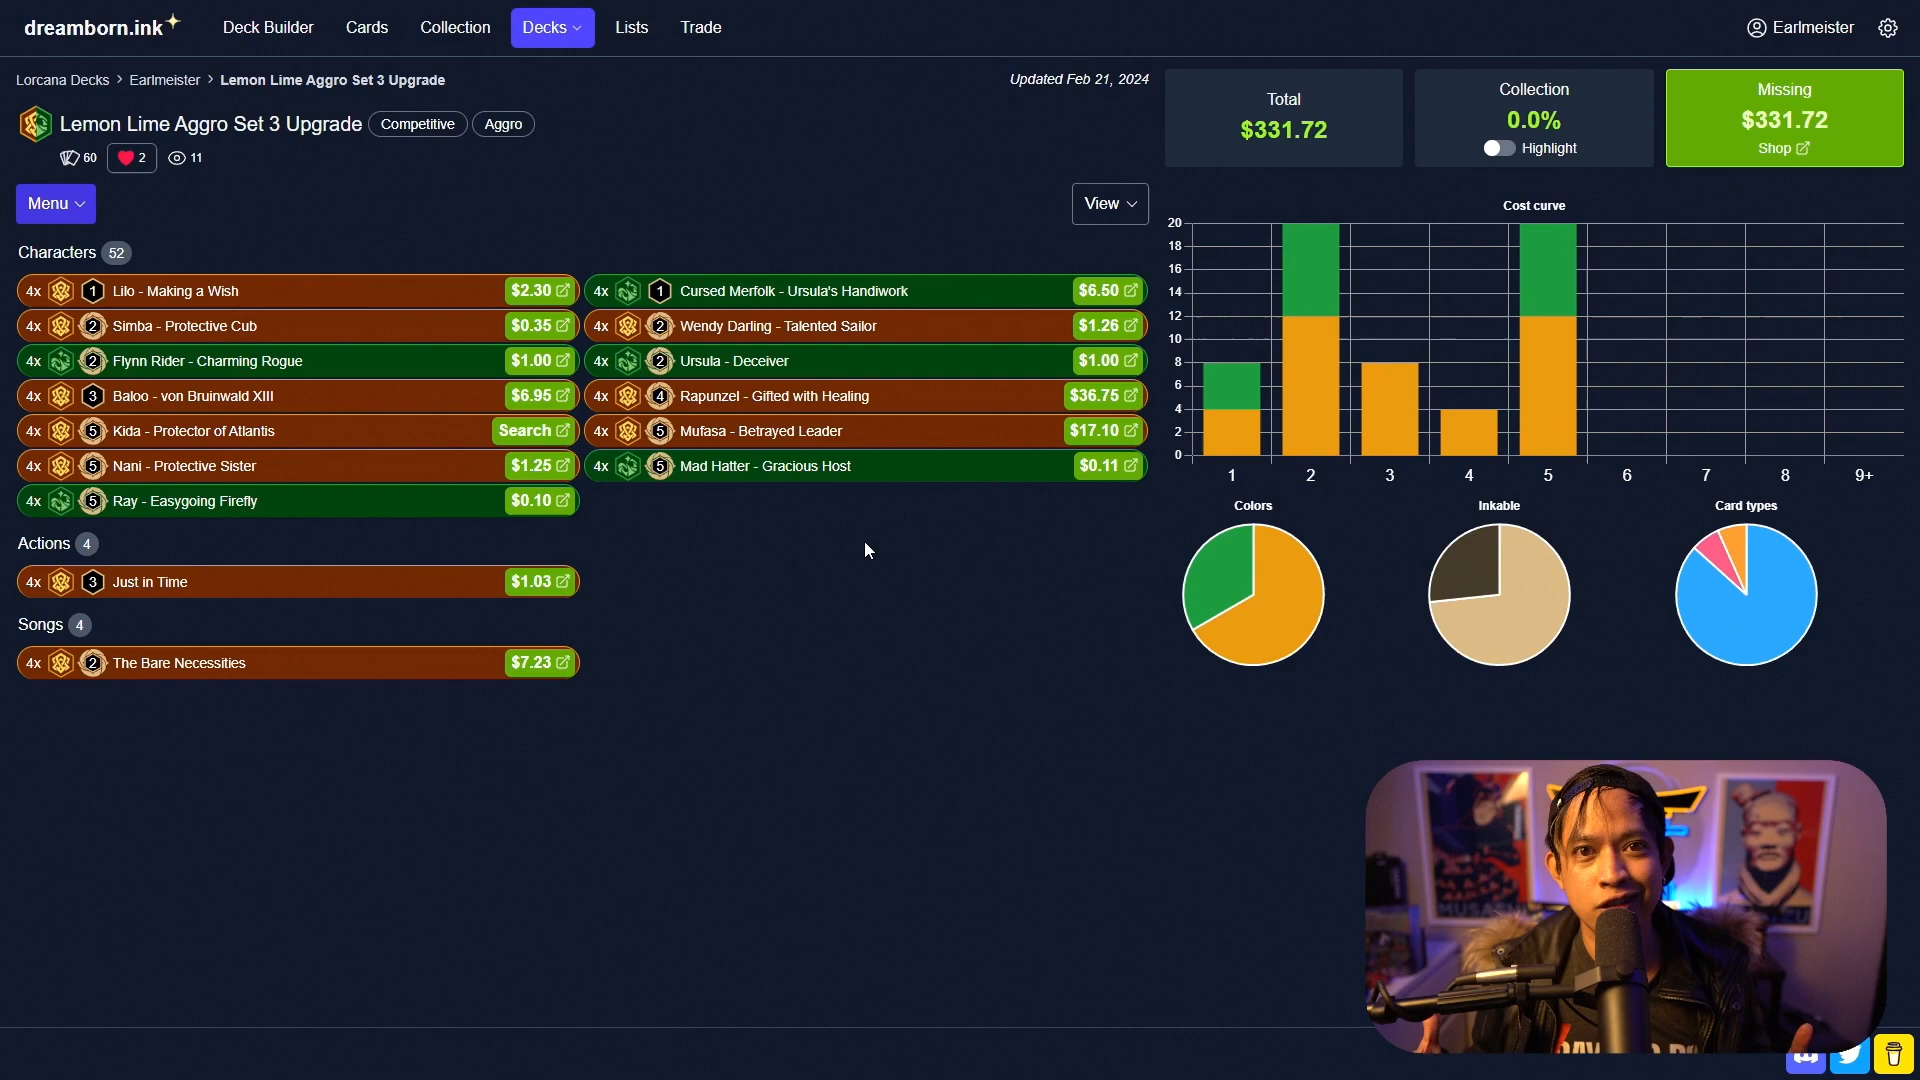 dreamborn.ink
Deck Builder
Cards
Collection
Decks
Lists
Trade
Earlmeister
Lorcana Decks > Earlmeister > Lemon Lime Aggro Set 3 Upgrade
Updated Feb 21, 2024
Lemon Lime Aggro Set 3 Upgrade
Competitive
Aggro
60
2
11
Menu
View
Total
$331.72
Collection
0.0%
Highlight
Missing
$331.72
Shop
Characters 52
4x 1 Lilo - Making a Wish $2.30
4x 1 Cursed Merfolk - Ursula's Handiwork $6.50
4x 2 Simba - Protective Cub $0.35
4x 2 Wendy Darling - Talented Sailor $1.26
4x 2 Flynn Rider - Charming Rogue $1.00
4x 2 Ursula - Deceiver $1.00
4x 3 Baloo - von Bruinwald XIII $6.95
4x 4 Rapunzel - Gifted with Healing $36.75
4x 5 Kida - Protector of Atlantis Search
4x 5 Mufasa - Betrayed Leader $17.10
4x 5 Nani - Protective Sister $1.25
4x 5 Mad Hatter - Gracious Host $0.11
4x 5 Ray - Easygoing Firefly $0.10
Actions 4
4x 3 Just in Time $1.03
Songs 4
4x 2 The Bare Necessities $7.23
Cost curve
20
18
16
14
12
10
8
6
4
2
0
1 2 3 4 5 6 7 8 9+
Colors
Inkable
Card types
MUSASHI